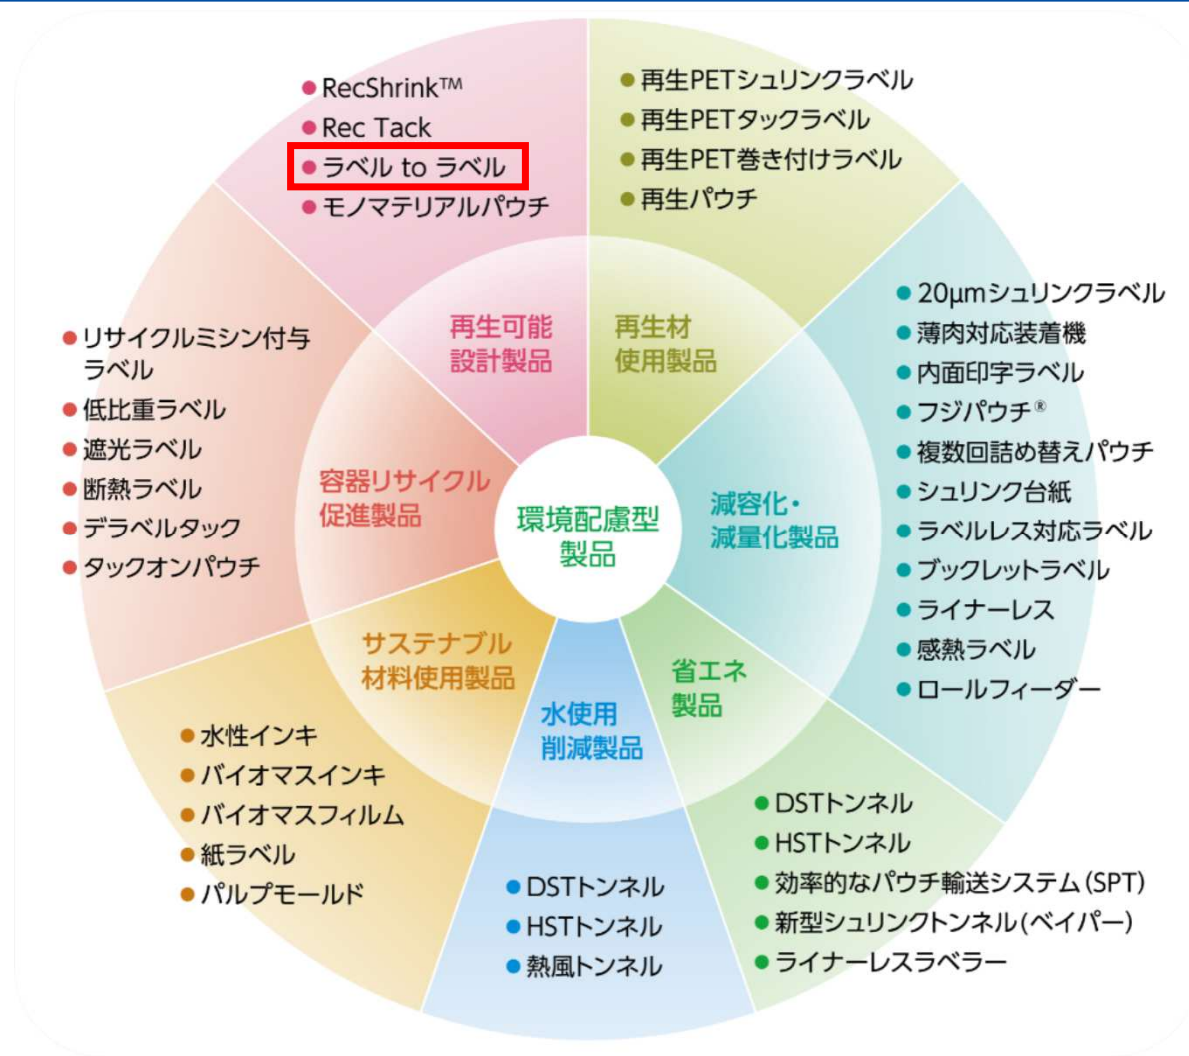 環境配慮型
製品
再生可能
設計製品
● RecShrink™
● Rec Tack
● ラベル to ラベル
● モノマテリアルパウチ
再生材
使用製品
● 再生PETシュリンクラベル
● 再生PETタックラベル
● 再生PET巻き付けラベル
● 再生パウチ
減容化・
減量化製品
● 20μmシュリンクラベル
● 薄肉対応装着機
● 内面印字ラベル
● フジパウチ®
● 複数回詰め替えパウチ
● シュリンク台紙
● ラベルレス対応ラベル
● ブックレットラベル
● ライナーレス
● 感熱ラベル
● ロールフィーダー
省エネ
製品
● DSTトンネル
● HSTトンネル
● 効率的なパウチ輸送システム(SPT)
● 新型シュリンクトンネル(ベイパー)
● ライナーレスラベラー
水使用
削減製品
● DSTトンネル
● HSTトンネル
● 熱風トンネル
サステナブル
材料使用製品
● 水性インキ
● バイオマスインキ
● バイオマスフィルム
● 紙ラベル
● パルプモールド
容器リサイクル
促進製品
● リサイクルミシン付与
ラベル
● 低比重ラベル
● 遮光ラベル
● 断熱ラベル
● デラベルタック
● タックオンパウチ